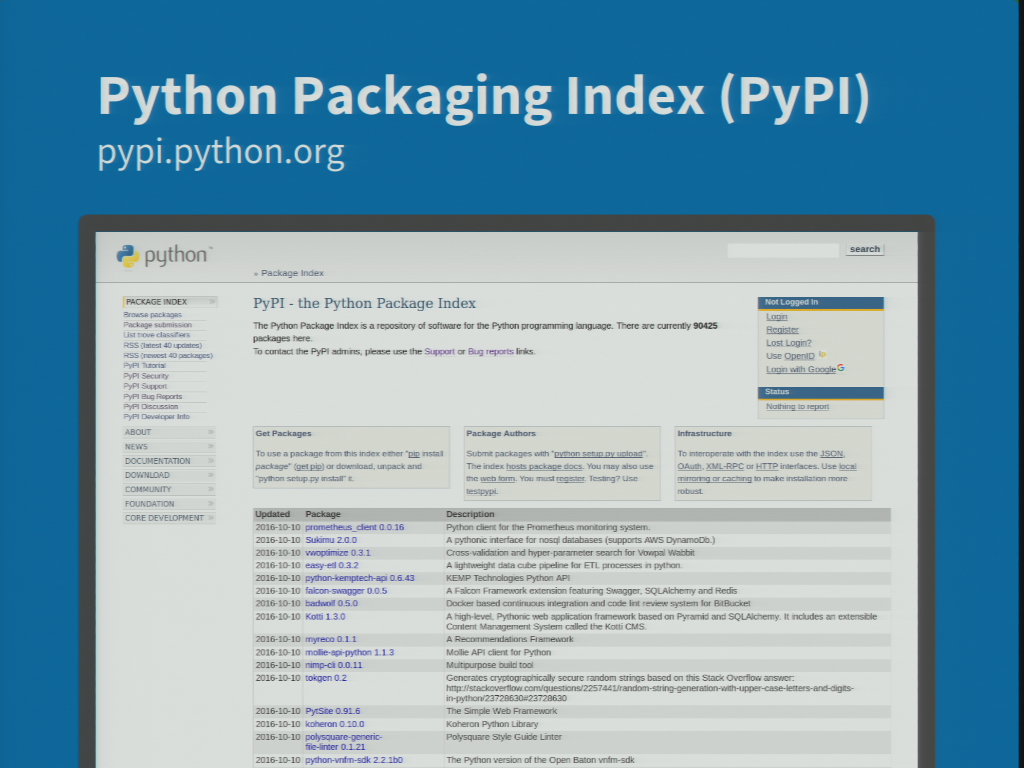 Python Packaging Index (PyPI)
pypi.python.org
python™
» Package Index
search
PACKAGE INDEX »
Browse packages
Package submission
List trove classifiers
RSS (latest 40 updates)
RSS (newest 40 packages)
PyPI Tutorial
PyPI Security
PyPI Support
PyPI Bug Reports
PyPI Discussion
PyPI Developer Info
ABOUT »
NEWS »
DOCUMENTATION »
DOWNLOAD »
COMMUNITY »
FOUNDATION »
CORE DEVELOPMENT »
PyPI - the Python Package Index
The Python Package Index is a repository of software for the Python programming language. There are currently 90425
packages here.
To contact the PyPI admins, please use the Support or Bug reports links.
Not Logged In
Login
Register
Lost Login?
Use OpenID
Login with Google
Status
Nothing to report
Get Packages
To use a package from this index either "pip install
package" (get pip) or download, unpack and
"python setup.py install" it.
Package Authors
Submit packages with "python setup.py upload".
The index hosts package docs. You may also use
the web form. You must register. Testing? Use
testpypi.
Infrastructure
To interoperate with the index use the JSON,
OAuth, XML-RPC or HTTP interfaces. Use local
mirroring or caching to make installation more
robust.
Updated Package Description
2016-10-10 prometheus_client 0.0.16 Python client for the Prometheus monitoring system.
2016-10-10 Sukimu 2.0.0 A pythonic interface for nosql databases (supports AWS DynamoDb.)
2016-10-10 vwoptimize 0.3.1 Cross-validation and hyper-parameter search for Vowpal Wabbit
2016-10-10 easy-etl 0.3.2 A lightweight data cube pipeline for ETL processes in python.
2016-10-10 python-kemptech-api 0.6.43 KEMP Technologies Python API
2016-10-10 falcon-swagger 0.0.5 A Falcon Framework extension featuring Swagger, SQLAlchemy and Redis
2016-10-10 badwolf 0.5.0 Docker based continuous integration and code lint review system for BitBucket
2016-10-10 Kotti 1.3.0 A high-level, Pythonic web application framework based on Pyramid and SQLAlchemy. It includes an extensible
Content Management System called the Kotti CMS.
2016-10-10 myreco 0.1.1 A Recommendations Framework
2016-10-10 mollie-api-python 1.1.3 Mollie API client for Python
2016-10-10 nimp-cli 0.0.11 Multipurpose build tool
2016-10-10 tokgen 0.2 Generates cryptographically secure random strings based on this Stack Overflow answer:
http://stackoverflow.com/questions/2257441/random-string-generation-with-upper-case-letters-and-digits-
in-python/23728630#23728630
2016-10-10 PytSite 0.91.6 The Simple Web Framework
2016-10-10 koheron 0.10.0 Koheron Python Library
2016-10-10 polysquare-generic- Polysquare Style Guide Linter
file-linter 0.1.21
2016-10-10 python-vnfm-sdk 2.2.1b0 The Python version of the Open Baton vnfm-sdk